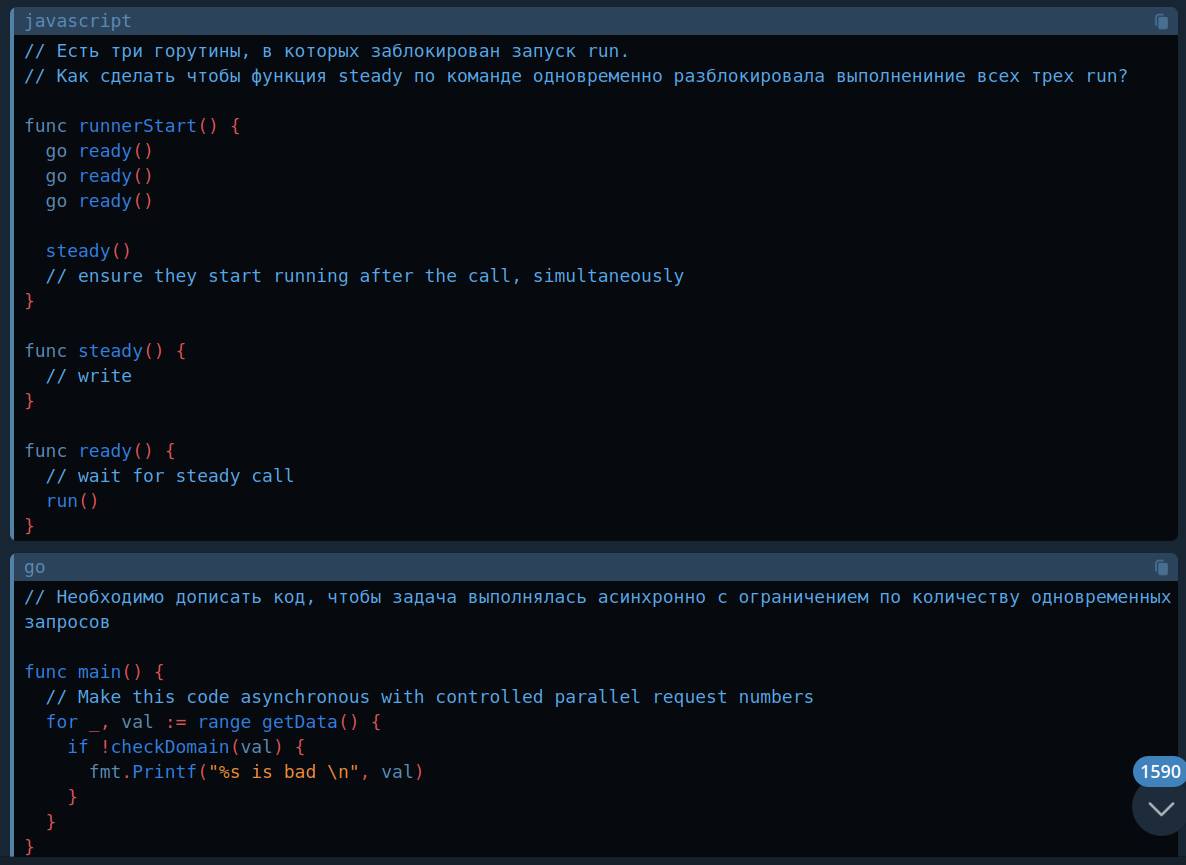 javascript
// Есть три горутины, в которых заблокирован запуск run.
// Как сделать чтобы функция steady по команде одновременно разблокировала выполнениние всех трех run?
func runnerStart() {
  go ready()
  go ready()
  go ready()
  steady()
  // ensure they start running after the call, simultaneously
}
func steady() {
  // write
}
func ready() {
  // wait for steady call
  run()
}
go
// Необходимо дописать код, чтобы задача выполнялась асинхронно с ограничением по количеству одновременных
запросов
func main() {
  // Make this code asynchronous with controlled parallel request numbers
  for _, val := range getData() {
    if !checkDomain(val) {
      fmt.Printf("%s is bad \n", val)
    }
  }
}
1590